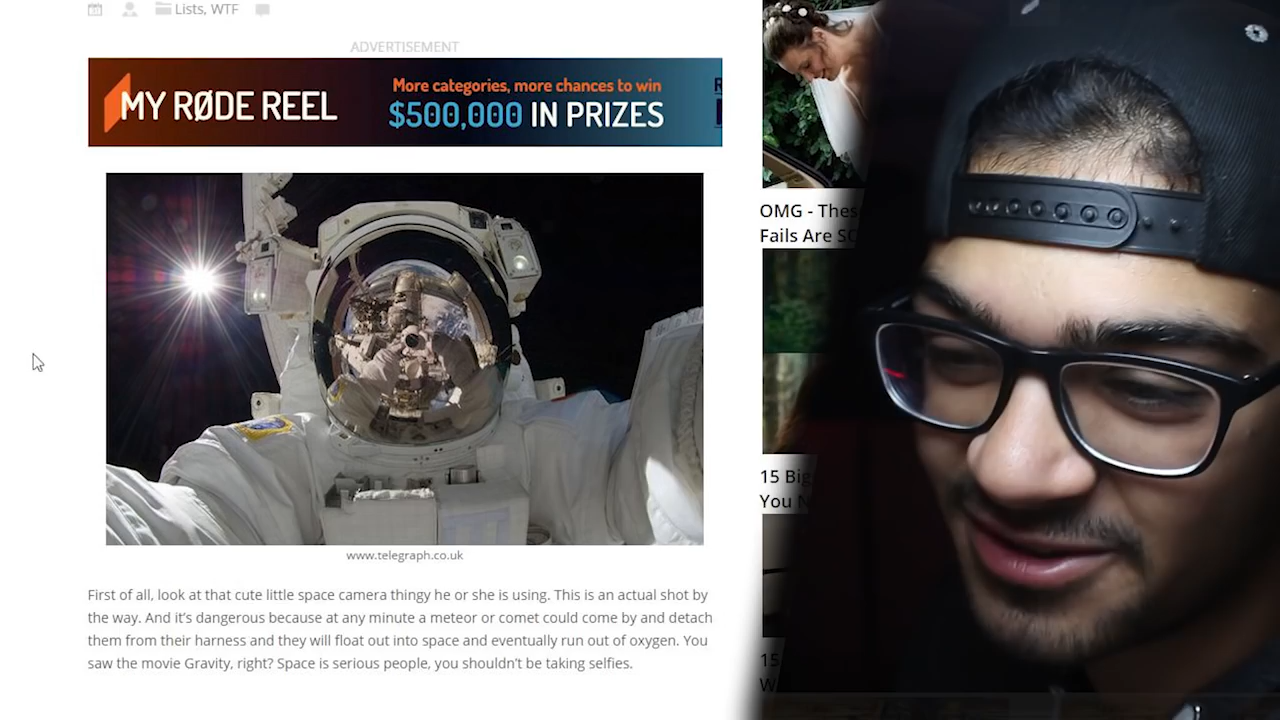 Lists, WTF
ADVERTISEMENT
MY RØDE REEL
More categories, more chances to win
$500,000 IN PRIZES
www.telegraph.co.uk
First of all, look at that cute little space camera thingy he or she is using. This is an actual shot by
the way. And it's dangerous because at any minute a meteor or comet could come by and detach
them from their harness and they will float out into space and eventually run out of oxygen. You
saw the movie Gravity, right? Space is serious people, you shouldn't be taking selfies.
OMG -
Fails Are
15
You
15